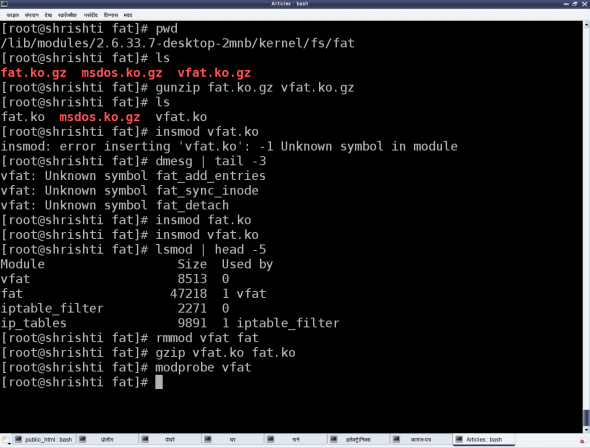 Articles : bash
[root@shrishti fat]# pwd
/lib/modules/2.6.33.7-desktop-2mnb/kernel/fs/fat
[root@shrishti fat]# ls
fat.ko.gz  msdos.ko.gz  vfat.ko.gz
[root@shrishti fat]# gunzip fat.ko.gz vfat.ko.gz
[root@shrishti fat]# ls
fat.ko  msdos.ko.gz  vfat.ko
[root@shrishti fat]# insmod vfat.ko
insmod: error inserting 'vfat.ko': -1 Unknown symbol in module
[root@shrishti fat]# dmesg | tail -3
vfat: Unknown symbol fat_add_entries
vfat: Unknown symbol fat_sync_inode
vfat: Unknown symbol fat_detach
[root@shrishti fat]# insmod fat.ko
[root@shrishti fat]# insmod vfat.ko
[root@shrishti fat]# lsmod | head -5
Module                  Size  Used by
vfat                    8513  0
fat                    47218  1 vfat
iptable_filter          2271  0
ip_tables               9891  1 iptable_filter
[root@shrishti fat]# rmmod vfat fat
[root@shrishti fat]# gzip vfat.ko fat.ko
[root@shrishti fat]# modprobe vfat
[root@shrishti fat]#
public_html : bash घर गाने Articles : bash